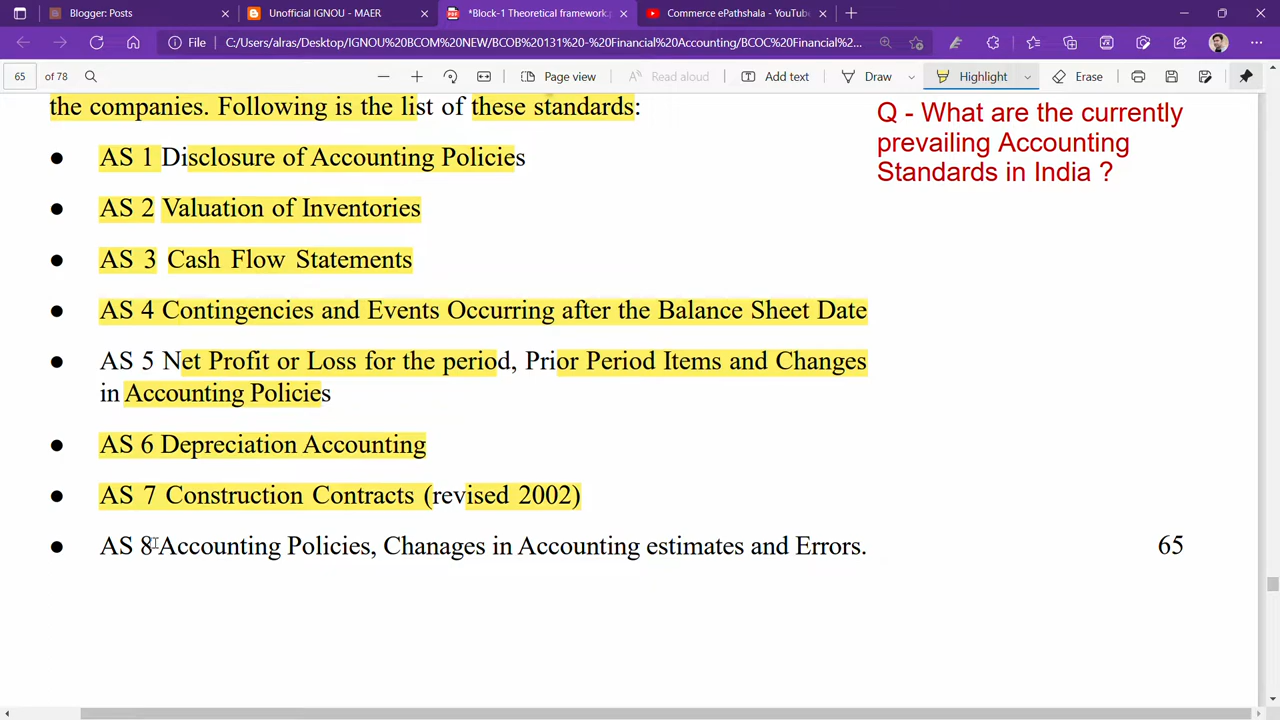 Blogger: Posts
Unofficial IGNOU - MAER
*Block-1 Theoretical framework.
Commerce ePathshala - YouTub
File
C:/Users/alras/Desktop/IGNOU%20BCOM%20NEW/BCOB%20131%20-%20Financial%20Accounting/BCOC%20Financial%...
65
of 78
Page view
Read aloud
Add text
Draw
Highlight
Erase
the companies. Following is the list of these standards:
Q - What are the currently
prevailing Accounting
Standards in India ?
● AS 1 Disclosure of Accounting Policies
● AS 2 Valuation of Inventories
● AS 3 Cash Flow Statements
● AS 4 Contingencies and Events Occurring after the Balance Sheet Date
● AS 5 Net Profit or Loss for the period, Prior Period Items and Changes
in Accounting Policies
● AS 6 Depreciation Accounting
● AS 7 Construction Contracts (revised 2002)
● AS 8 Accounting Policies, Chanages in Accounting estimates and Errors.
65